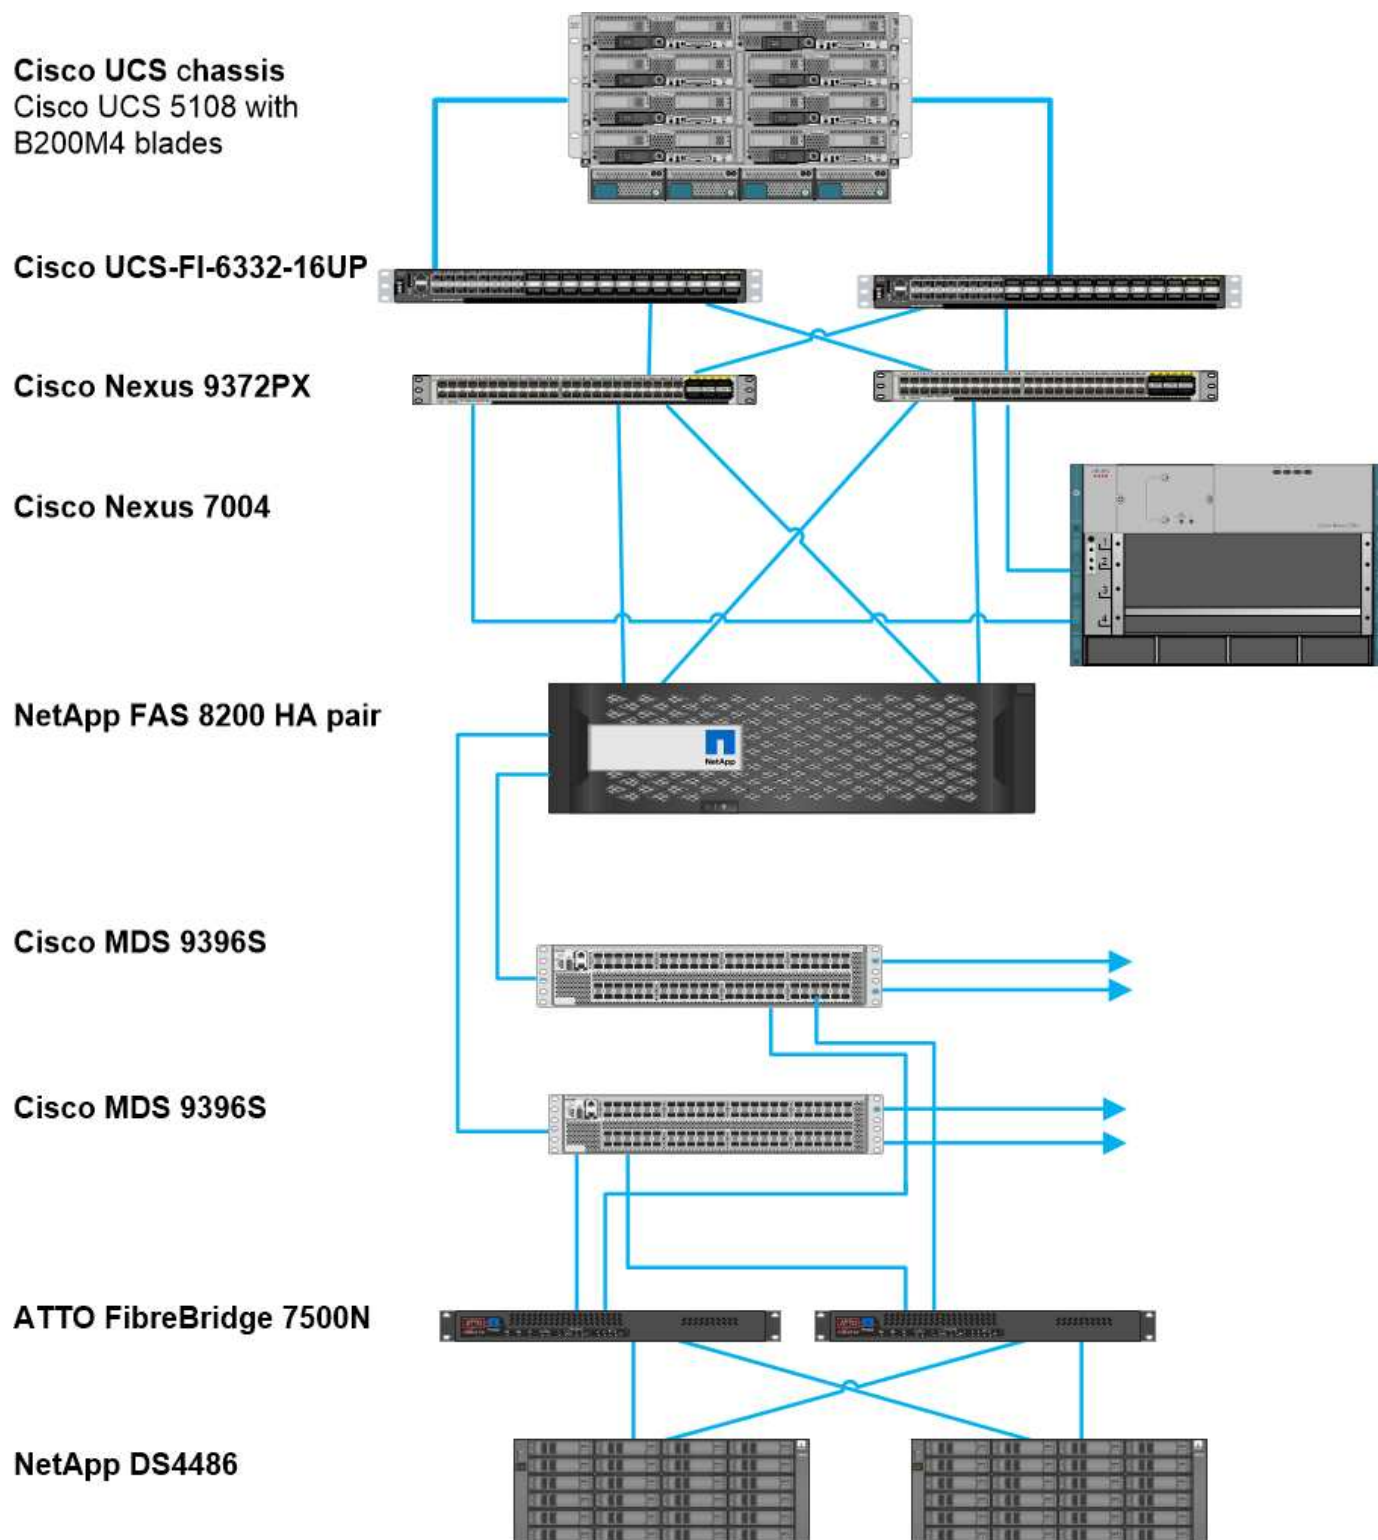 Cisco UCS chassis
Cisco UCS 5108 with
B200M4 blades
Cisco UCS-FI-6332-16UP
Cisco Nexus 9372PX
Cisco Nexus 7004
NetApp FAS 8200 HA pair
NetApp
Cisco MDS 9396S
Cisco MDS 9396S
ATTO FibreBridge 7500N
NetApp DS4486